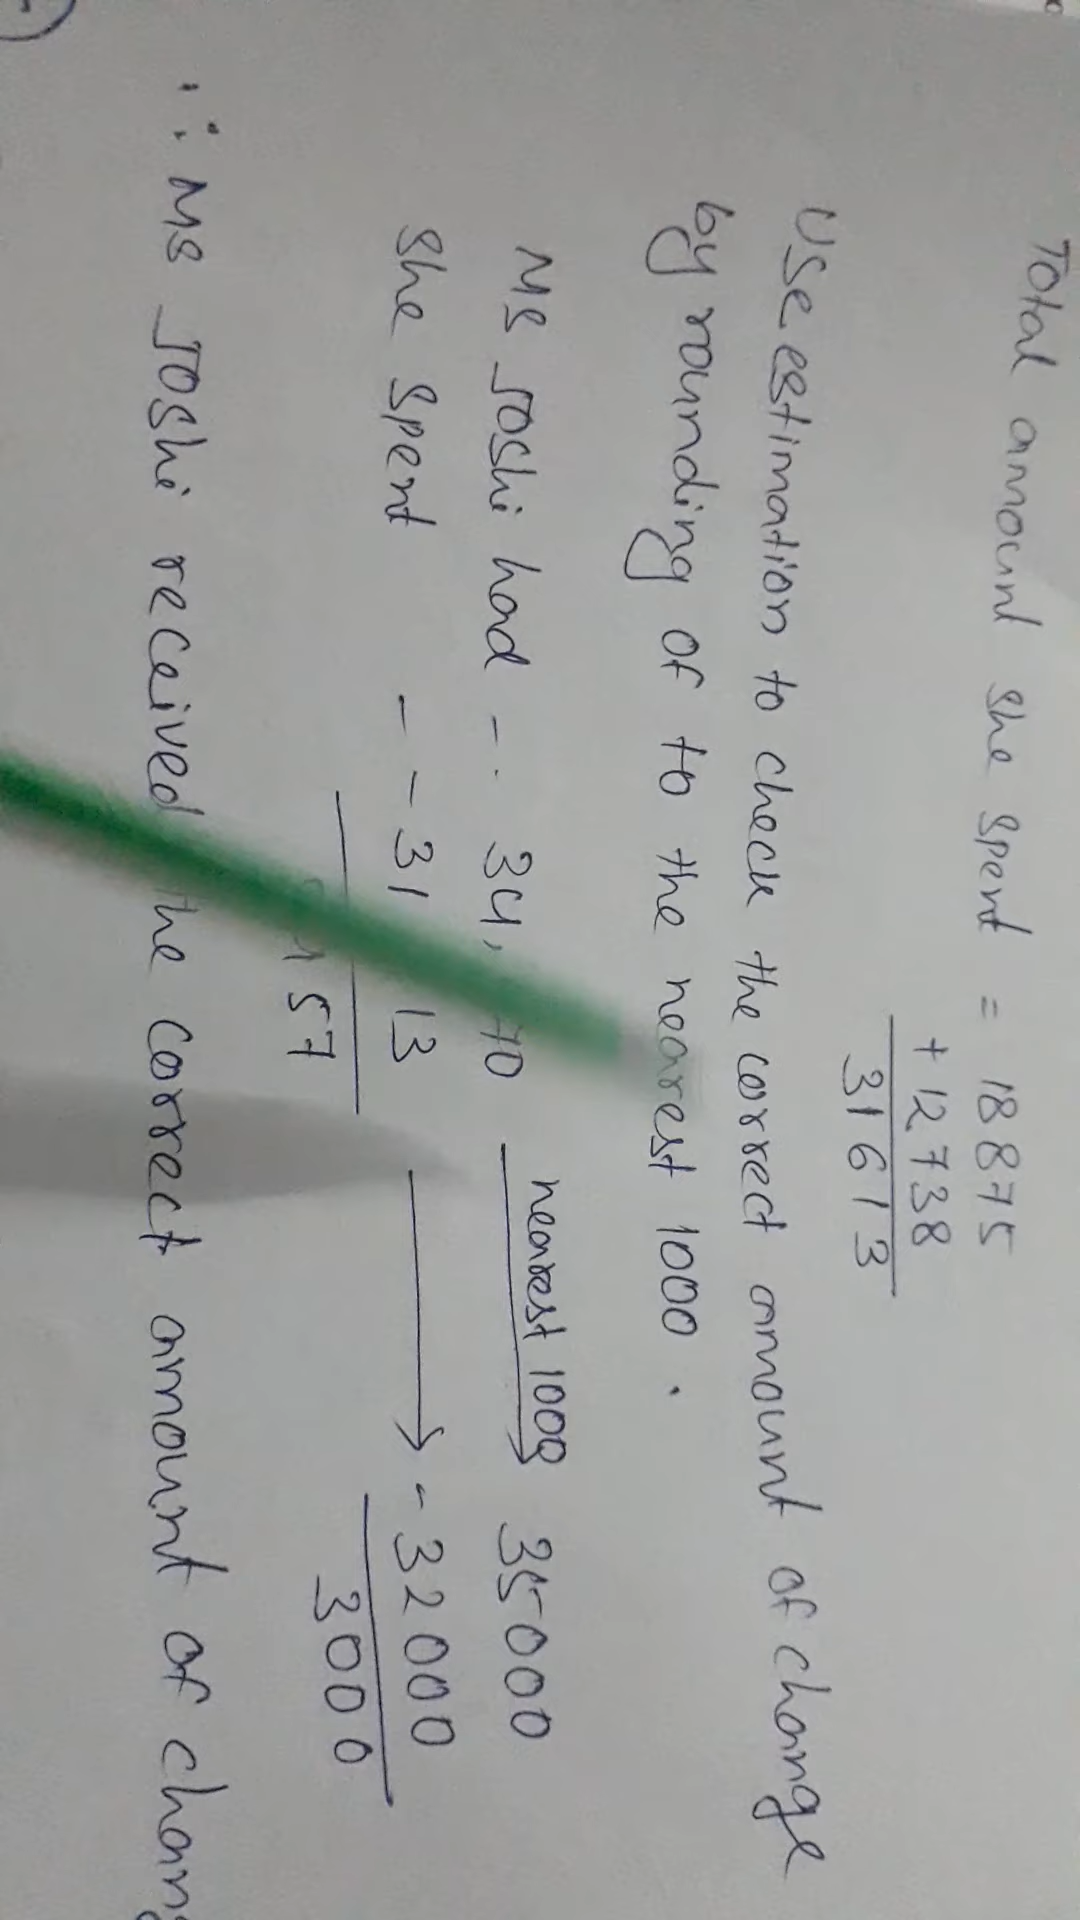 Total amount she spent = 18875
+ 12738
31613
Use estimation to check the correct amount of change
by rounding of to the nearest 1000.
Ms Joshi had -- 34, 70 nearest 1000 35000
she spent -- 31 13 - 32000
57 3000
∴ Ms Joshi received the correct amount of